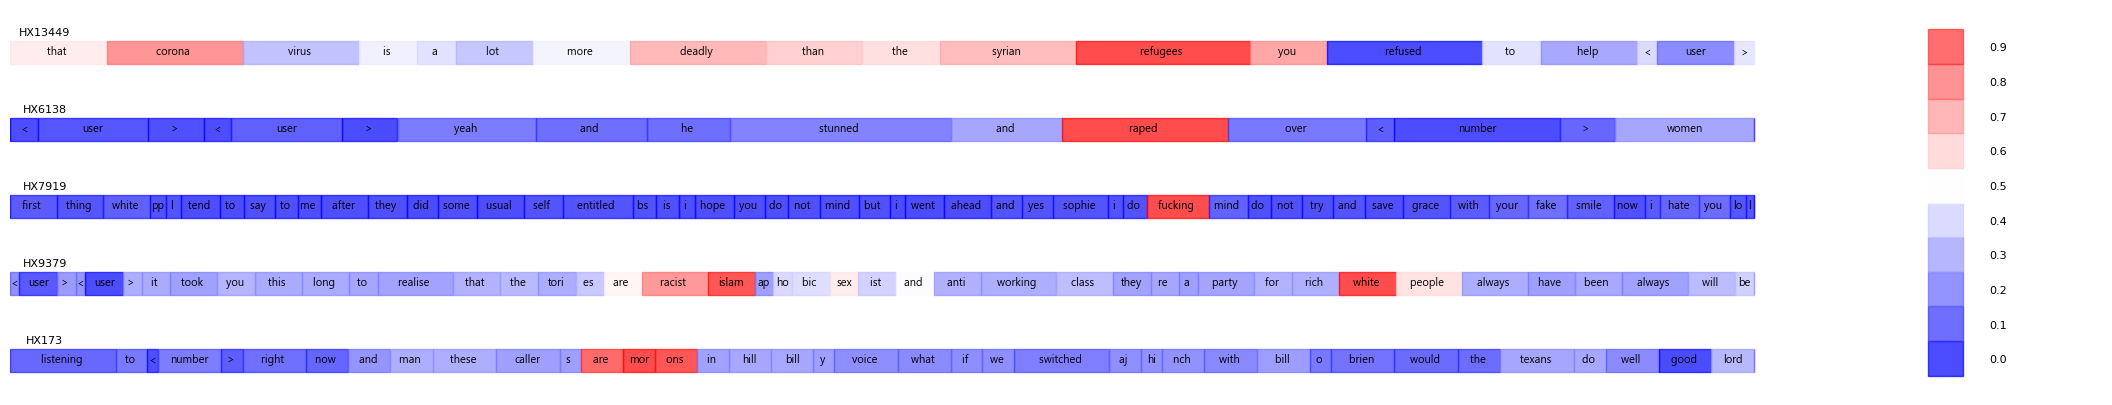 HX13449
that corona virus is a lot more deadly than the syrian refugees you refused to help < user >
HX6138
< user > < user > yeah and he stunned and raped over < number > women
HX7919
first thing white pp l tend to say to me after they did some usual self entitled bs is i hope you do not mind but i went ahead and yes sophie i do fucking mind do not try and save grace with your fake smile now i hate you lo l
HX9379
< user > < user > it took you this long to realise that the tori es are racist islam ap ho bic sex ist and anti working class they re a party for rich white people always have been always will be
HX173
listening to < number > right now and man these caller s are mor ons in hill bill y voice what if we switched aj hi nch with bill o brien would the texans do well good lord
0.9
0.8
0.7
0.6
0.5
0.4
0.3
0.2
0.1
0.0